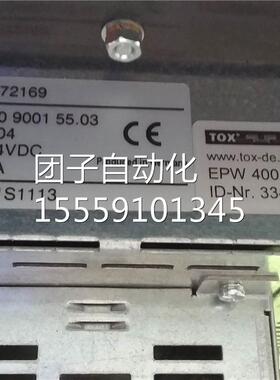 72169
0 9001 55.03
04
4VDC
A
S1113
CE
TOX
www.tox-de.
EPW 400
ID-Nr. 33
团子自动化
15559101345